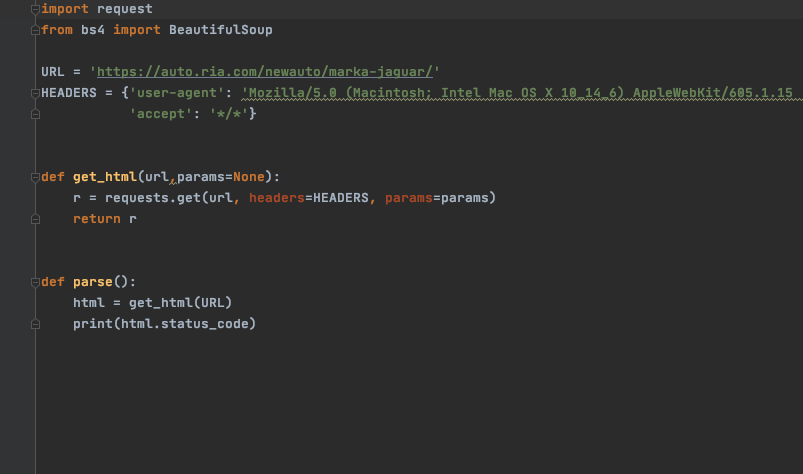 import request
from bs4 import BeautifulSoup
URL = 'https://auto.ria.com/newauto/marka-jaguar/'
HEADERS = {'user-agent': 'Mozilla/5.0 (Macintosh; Intel Mac OS X 10_14_6) AppleWebKit/605.1.15
'accept': '*/*'}
def get_html(url,params=None):
r = requests.get(url, headers=HEADERS, params=params)
return r
def parse():
html = get_html(URL)
print(html.status_code)